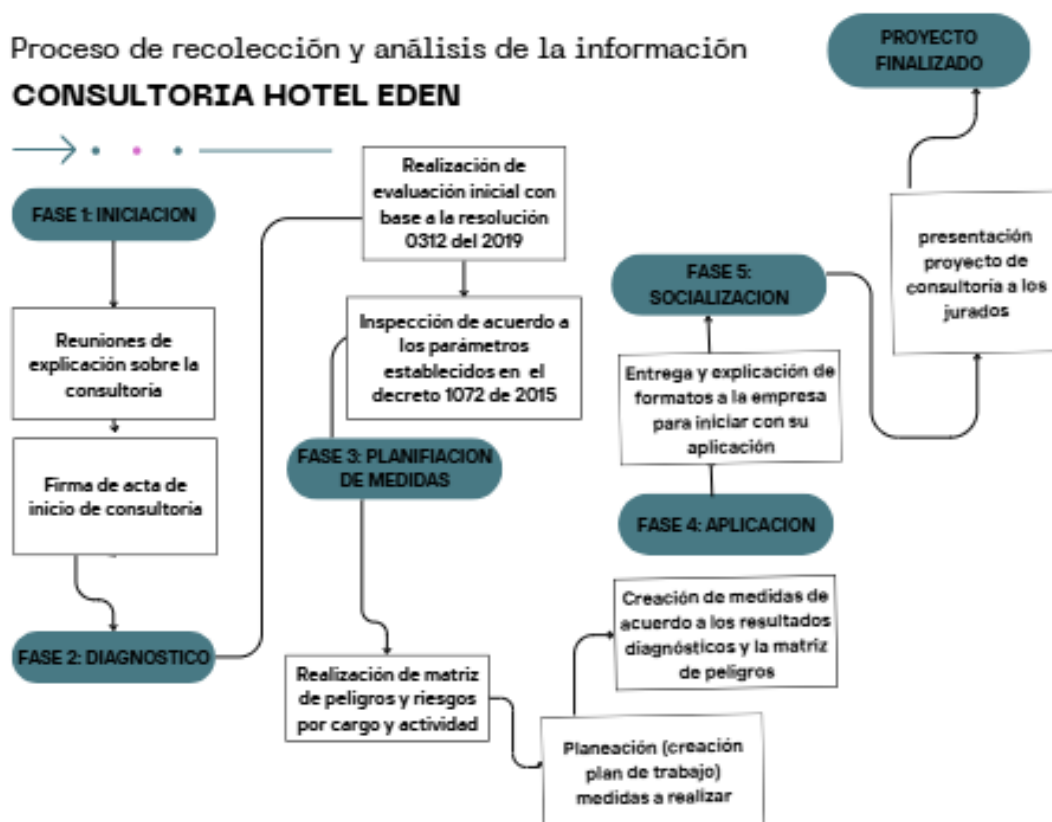 Proceso de recolección y análisis de la información
CONSULTORIA HOTEL EDEN
FASE 1: INICIACION
Reuniones de
explicación sobre la
consultoría
Firma de acta de
inicio de consultoría
FASE 2: DIAGNOSTICO
Realización de
evaluación inicial con
base a la resolución
0312 del 2019
Inspección de acuerdo a
los parámetros
establecidos en el
decreto 1072 de 2015
FASE 3: PLANIFIACION
DE MEDIDAS
Realización de matriz
de peligros y riesgos
por cargo y actividad
Planeación (creación
plan de trabajo)
medidas a realizar
Creación de medidas de
acuerdo a los resultados
diagnósticos y la matriz
de peligros
FASE 4: APLICACION
Entrega y explicación de
formatos a la empresa
para iniciar con su
aplicación
FASE 5:
SOCIALIZACION
presentación
proyecto de
consultoría a los
jurados
PROYECTO
FINALIZADO